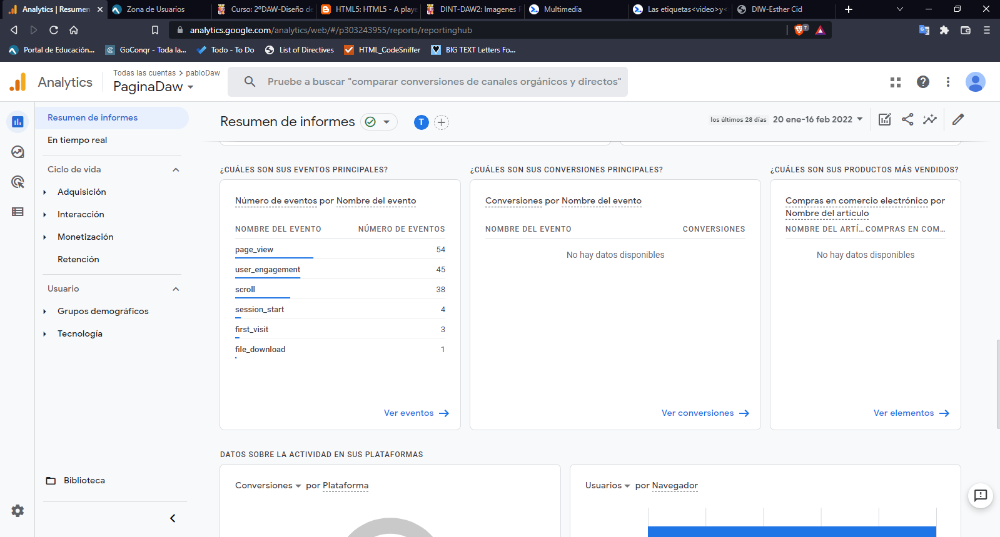 Analytics | Resumen
Zona de Usuarios
Curso: 2ºDAW-Diseño de
HTML5: HTML5 - A playe
DINT-DAW2: Imagenes
Multimedia
Las etiquetas<video>y<
DIW-Esther Cid
analytics.google.com/analytics/web/#/p303243955/reports/reportinghub
7
Portal de Educación...
GoConqr - Toda la...
Todo - To Do
List of Directives
HTML_CodeSniffer
BIG TEXT Letters Fo...
Analytics
Todas las cuentas > pabloDaw
PaginaDaw
Pruebe a buscar "comparar conversiones de canales orgánicos y directos"
Resumen de informes
En tiempo real
Ciclo de vida
Adquisición
Interacción
Monetización
Retención
Usuario
Grupos demográficos
Tecnología
Biblioteca
Resumen de informes
T
los últimos 28 días 20 ene-16 feb 2022
¿CUÁLES SON SUS EVENTOS PRINCIPALES?
Número de eventos por Nombre del evento
NOMBRE DEL EVENTO NÚMERO DE EVENTOS
page_view 54
user_engagement 45
scroll 38
session_start 4
first_visit 3
file_download 1
Ver eventos
¿CUÁLES SON SUS CONVERSIONES PRINCIPALES?
Conversiones por Nombre del evento
NOMBRE DEL EVENTO CONVERSIONES
No hay datos disponibles
Ver conversiones
¿CUÁLES SON SUS PRODUCTOS MÁS VENDIDOS?
Compras en comercio electrónico por
Nombre del artículo
NOMBRE DEL ARTÍ... COMPRAS EN COM...
No hay datos disponibles
Ver elementos
DATOS SOBRE LA ACTIVIDAD EN SUS PLATAFORMAS
Conversiones por Plataforma
Usuarios por Navegador